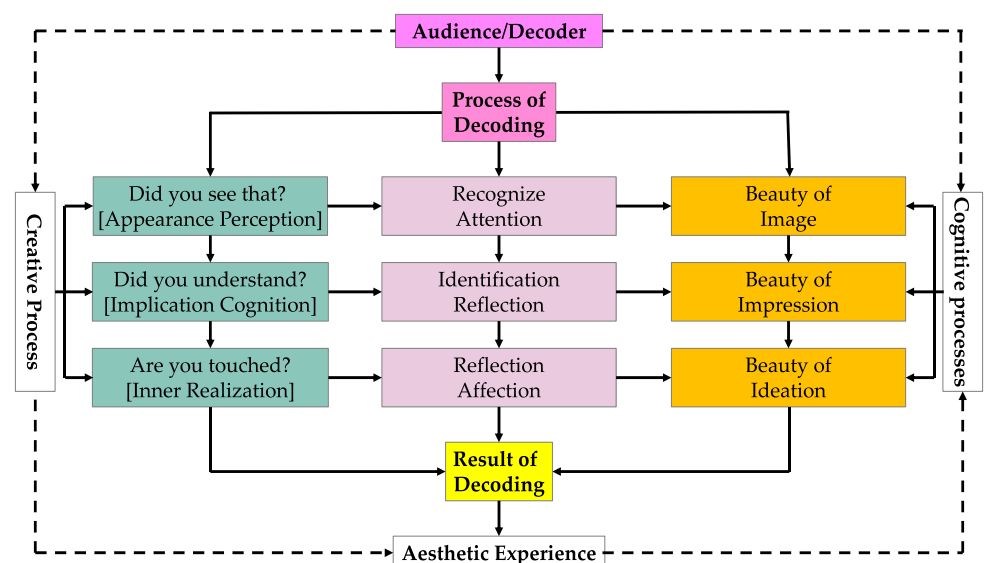 Audience/Decoder
Process of
Decoding
Did you see that?
[Appearance Perception]
Recognize
Attention
Beauty of
Image
Creative Process
Cognitive processes
Did you understand?
[Implication Cognition]
Identification
Reflection
Beauty of
Impression
Are you touched?
[Inner Realization]
Reflection
Affection
Beauty of
Ideation
Result of
Decoding
Aesthetic Experience